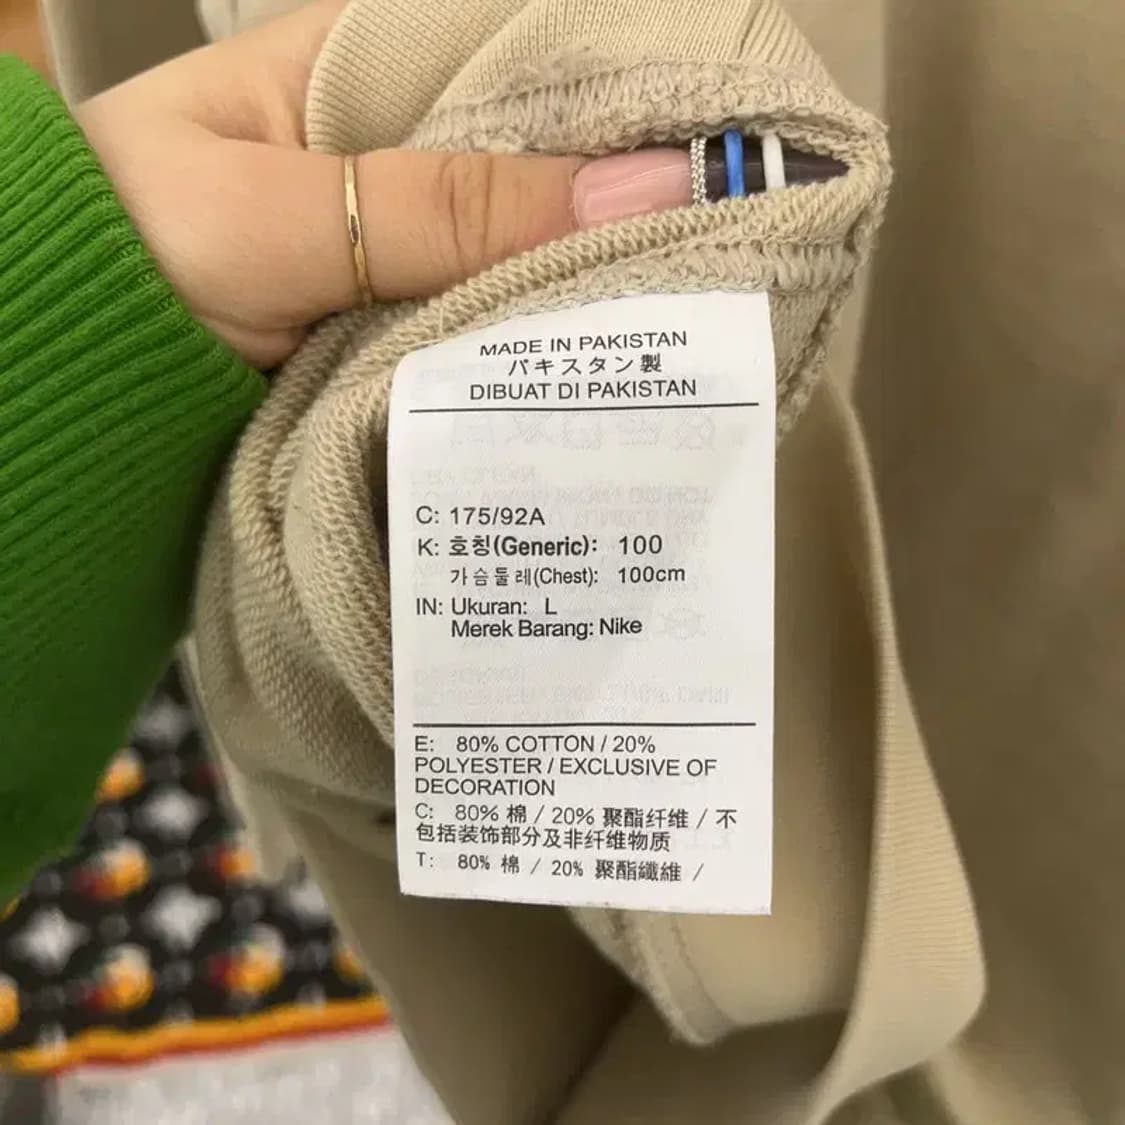 MADE IN PAKISTAN
パキスタン製
DIBUAT DI PAKISTAN
C: 175/92A
K: 호칭(Generic): 100
가슴둘레(Chest): 100cm
IN: Ukuran: L
Merek Barang: Nike
E: 80% COTTON / 20%
POLYESTER / EXCLUSIVE OF
DECORATION
C: 80% 棉 / 20% 聚酯纤维 / 不
包括装饰部分及非纤维物质
T: 80% 棉 / 20% 聚酯纖維 /